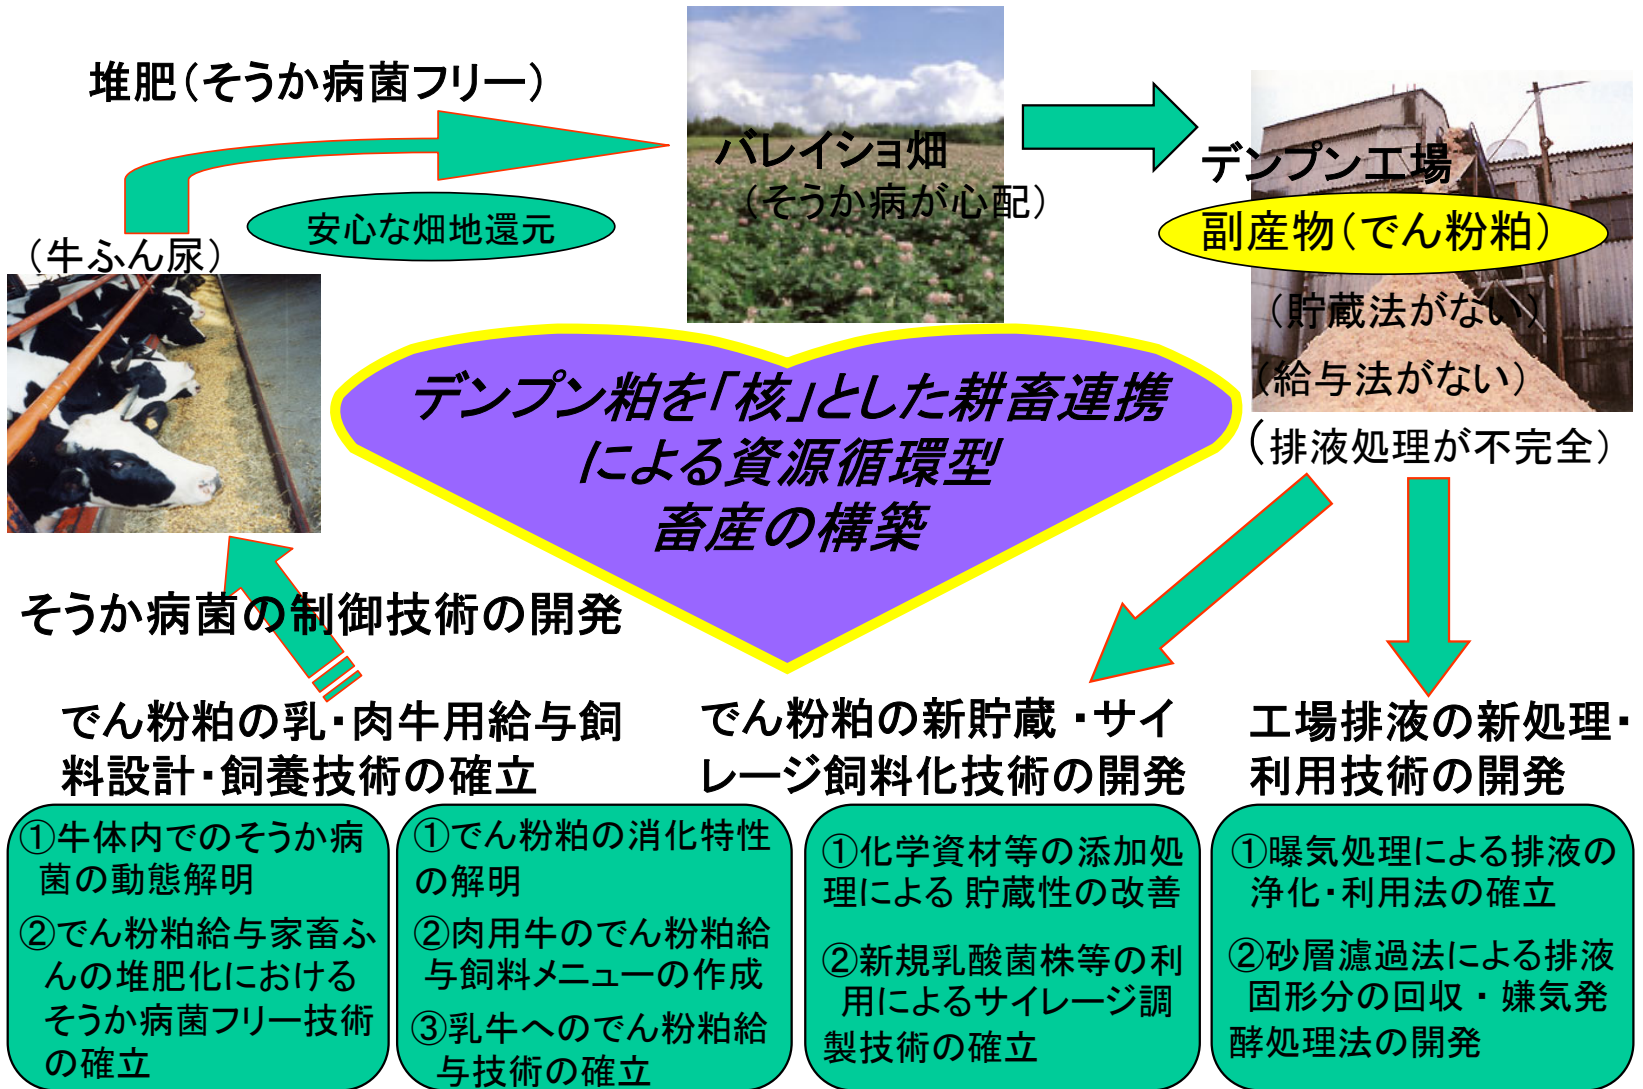 堆肥（そうか病菌フリー）
安心な畑地還元
（牛ふん尿）
バレイショ畑
（そうか病が心配）
デンプン工場
副産物（でん粉粕）
（貯蔵法がない）
（給与法がない）
（排液処理が不完全）
デンプン粕を「核」とした耕畜連携
による資源循環型
畜産の構築
そうか病菌の制御技術の開発
でん粉粕の乳・肉牛用給与飼
料設計・飼養技術の確立
でん粉粕の新貯蔵・サイ
レージ飼料化技術の開発
工場排液の新処理・
利用技術の開発
①牛体内でのそうか病
菌の動態解明
②でん粉粕給与家畜ふ
んの堆肥化における
そうか病菌フリー技術
の確立
①でん粉粕の消化特性
の解明
②肉用牛のでん粉粕給
与飼料メニューの作成
③乳牛へのでん粉粕給
与技術の確立
①化学資材等の添加処
理による 貯蔵性の改善
②新規乳酸菌株等の利
用によるサイレージ調
製技術の確立
①曝気処理による排液の
浄化・利用法の確立
②砂層濾過法による排液
固形分の回収・嫌気発
酵処理法の開発